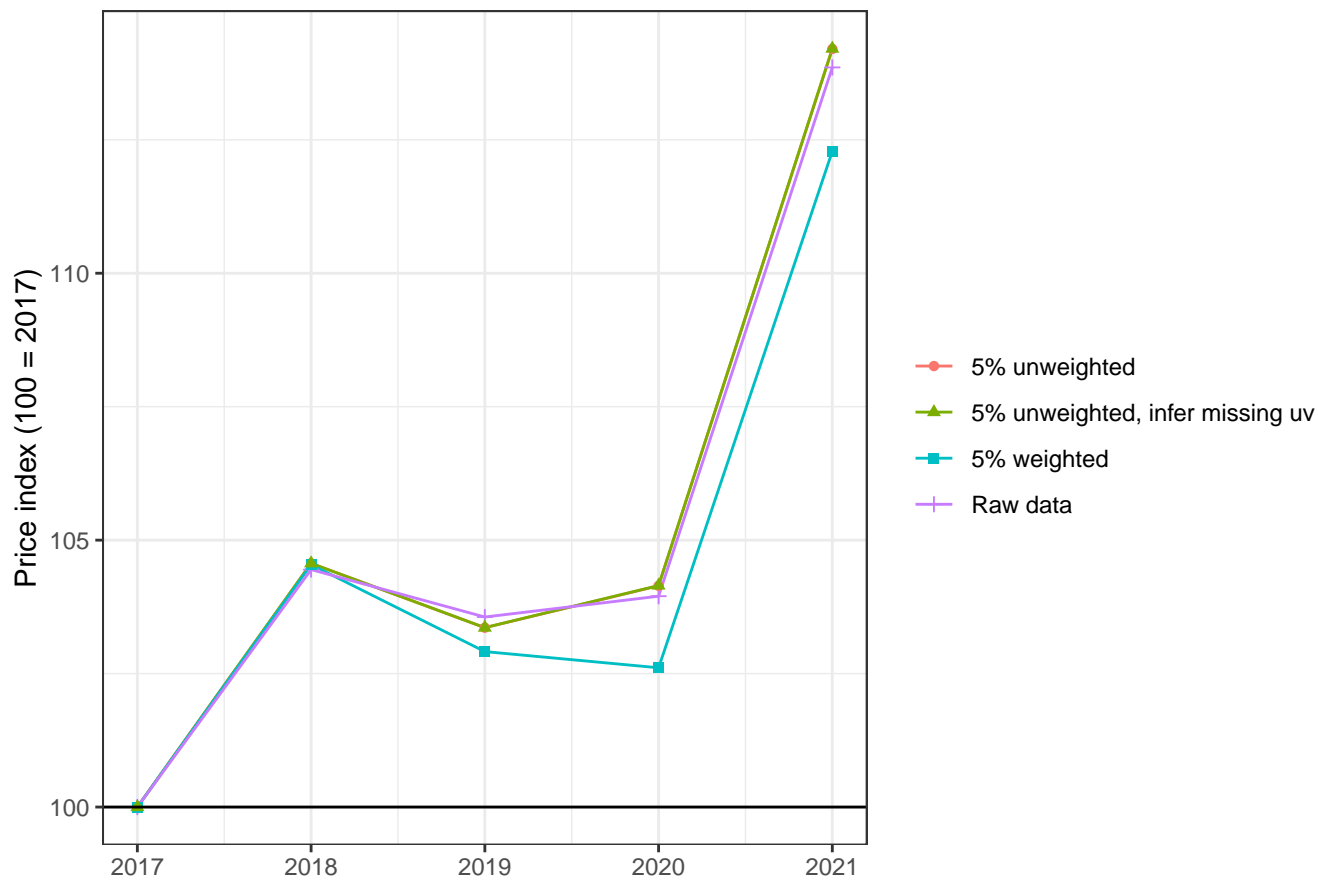 Price index (100 = 2017)
110
105
100
2017 2018 2019 2020 2021
5% unweighted
5% unweighted, infer missing uv
5% weighted
Raw data